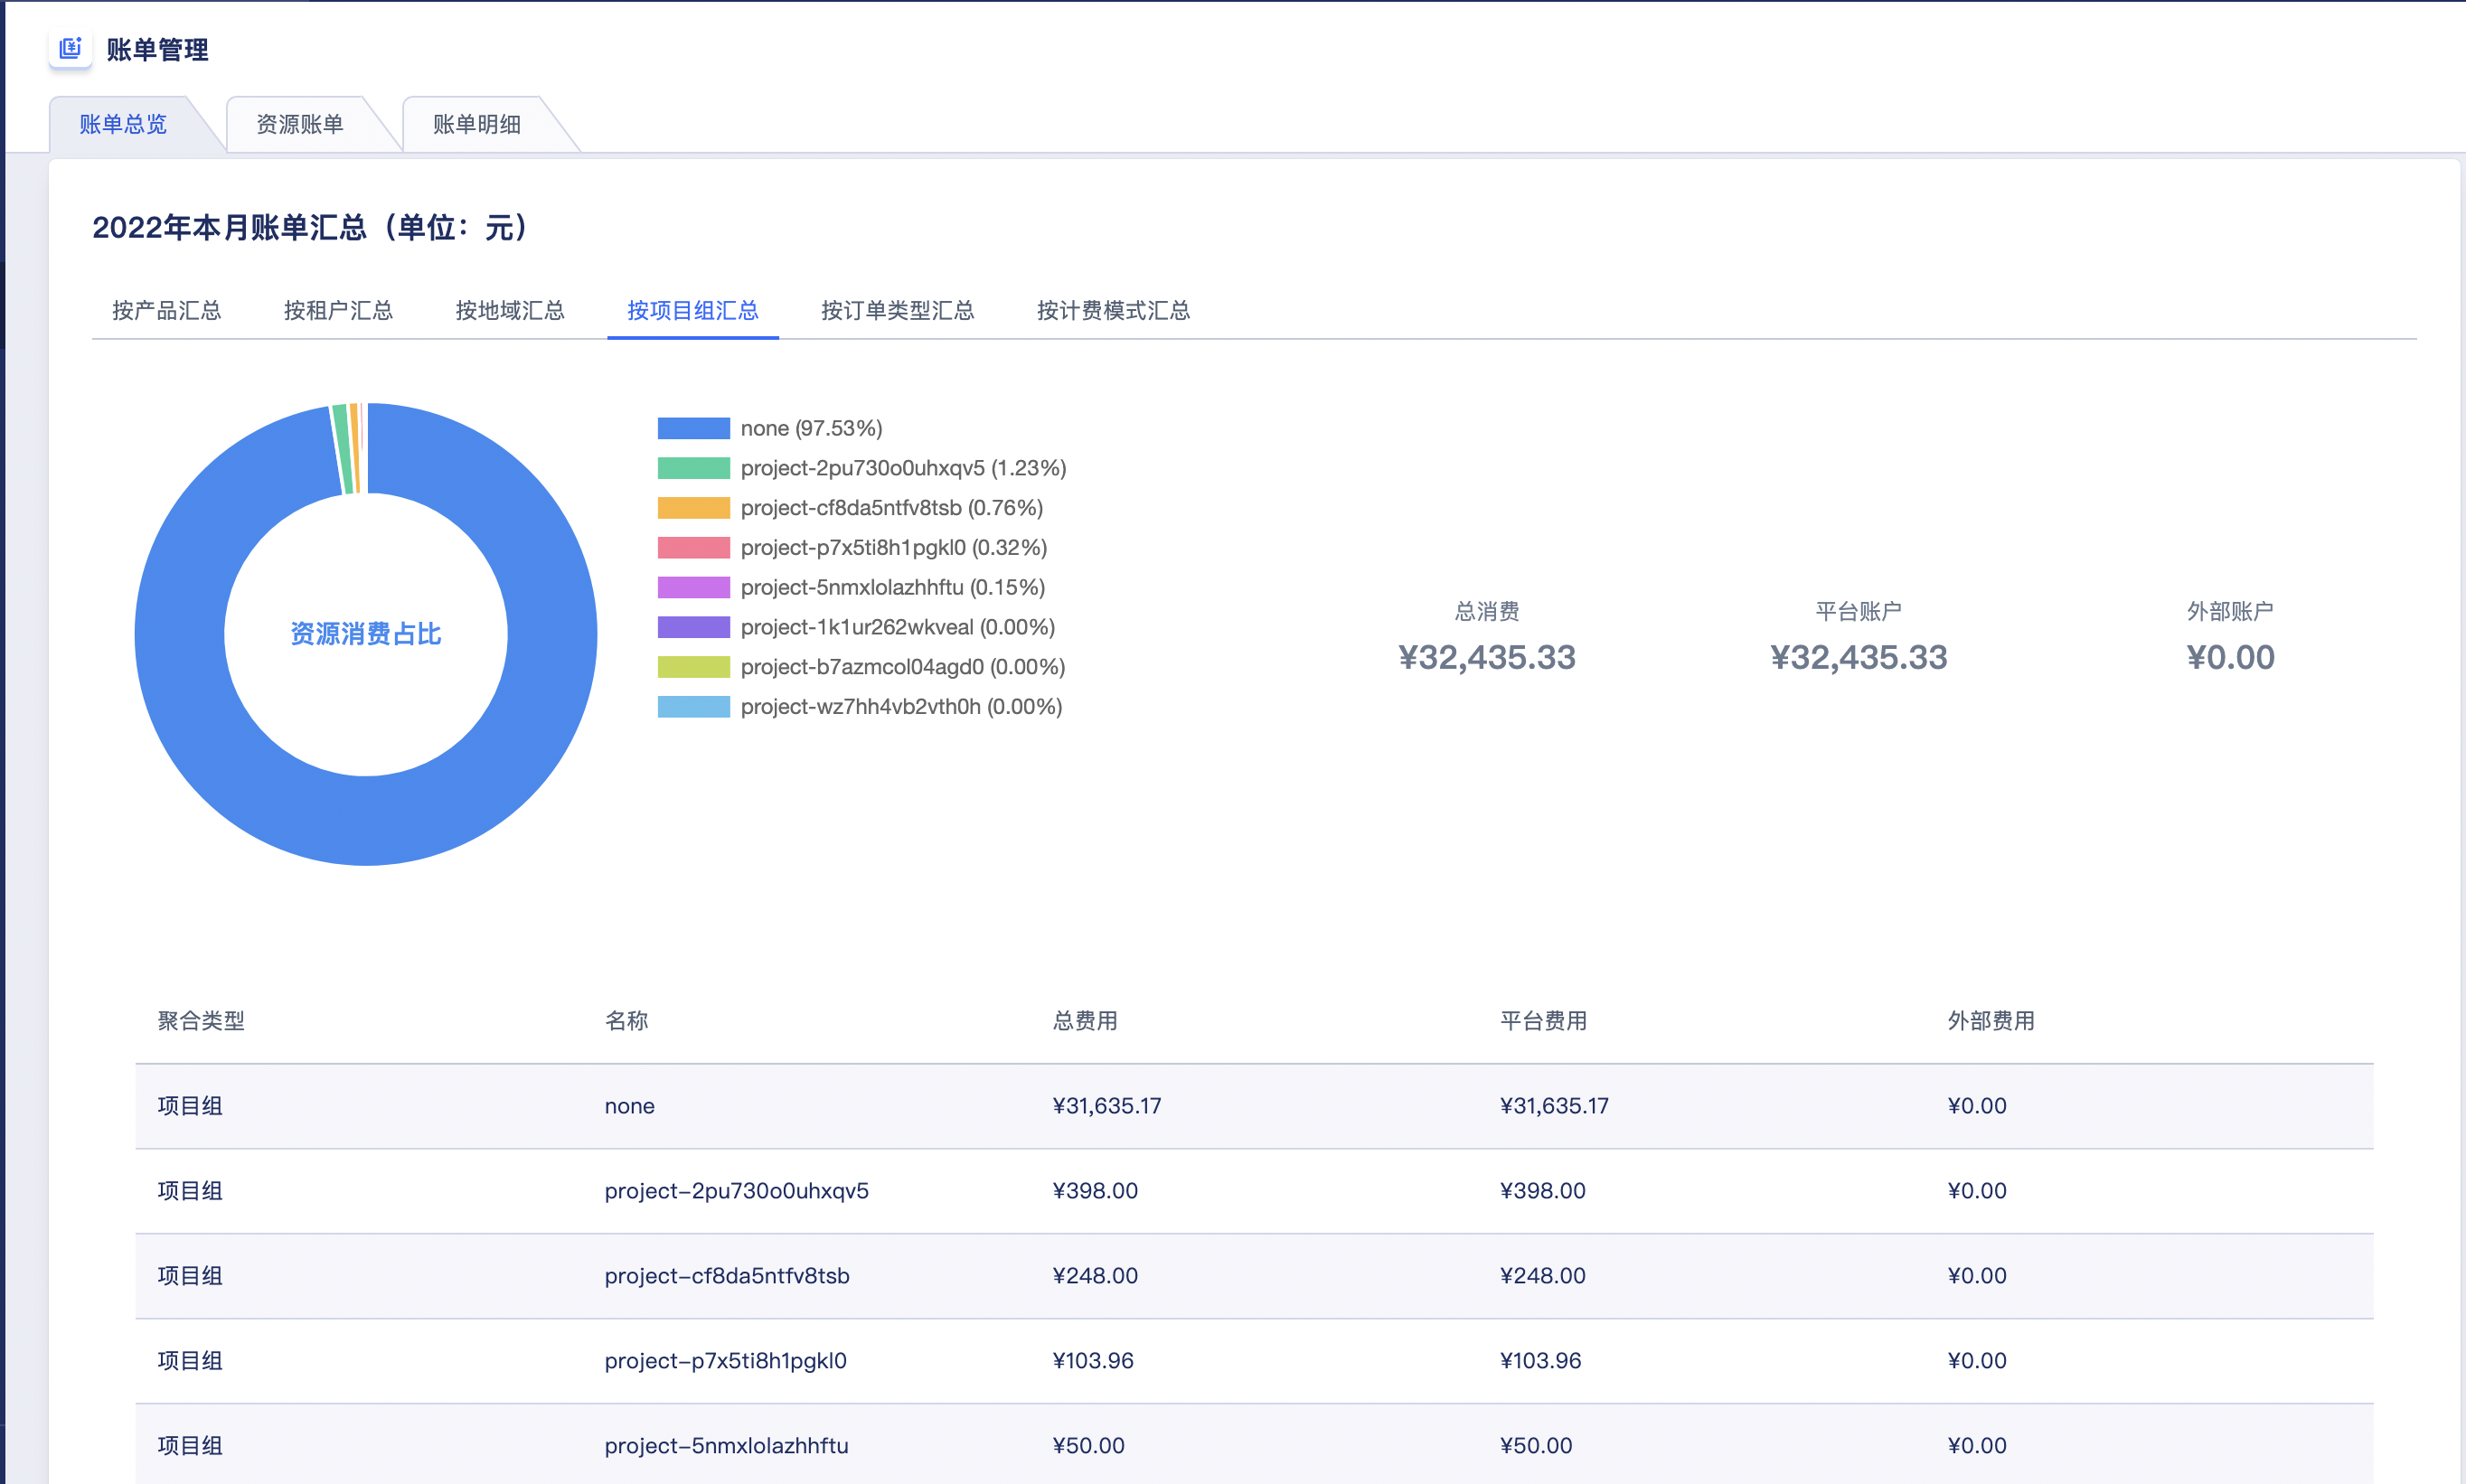 账单管理
账单总览 资源账单 账单明细
2022年本月账单汇总（单位：元）
按产品汇总 按租户汇总 按地域汇总 按项目组汇总 按订单类型汇总 按计费模式汇总
资源消费占比
none (97.53%)
project-2pu730o0uhxqv5 (1.23%)
project-cf8da5ntfv8tsb (0.76%)
project-p7x5ti8h1pgkl0 (0.32%)
project-5nmxlolazhhftu (0.15%)
project-1k1ur262wkveal (0.00%)
project-b7azmcol04agd0 (0.00%)
project-wz7hh4vb2vth0h (0.00%)
总消费 平台账户 外部账户
¥32,435.33 ¥32,435.33 ¥0.00
聚合类型 名称 总费用 平台费用 外部费用
项目组 none ¥31,635.17 ¥31,635.17 ¥0.00
项目组 project-2pu730o0uhxqv5 ¥398.00 ¥398.00 ¥0.00
项目组 project-cf8da5ntfv8tsb ¥248.00 ¥248.00 ¥0.00
项目组 project-p7x5ti8h1pgkl0 ¥103.96 ¥103.96 ¥0.00
项目组 project-5nmxlolazhhftu ¥50.00 ¥50.00 ¥0.00